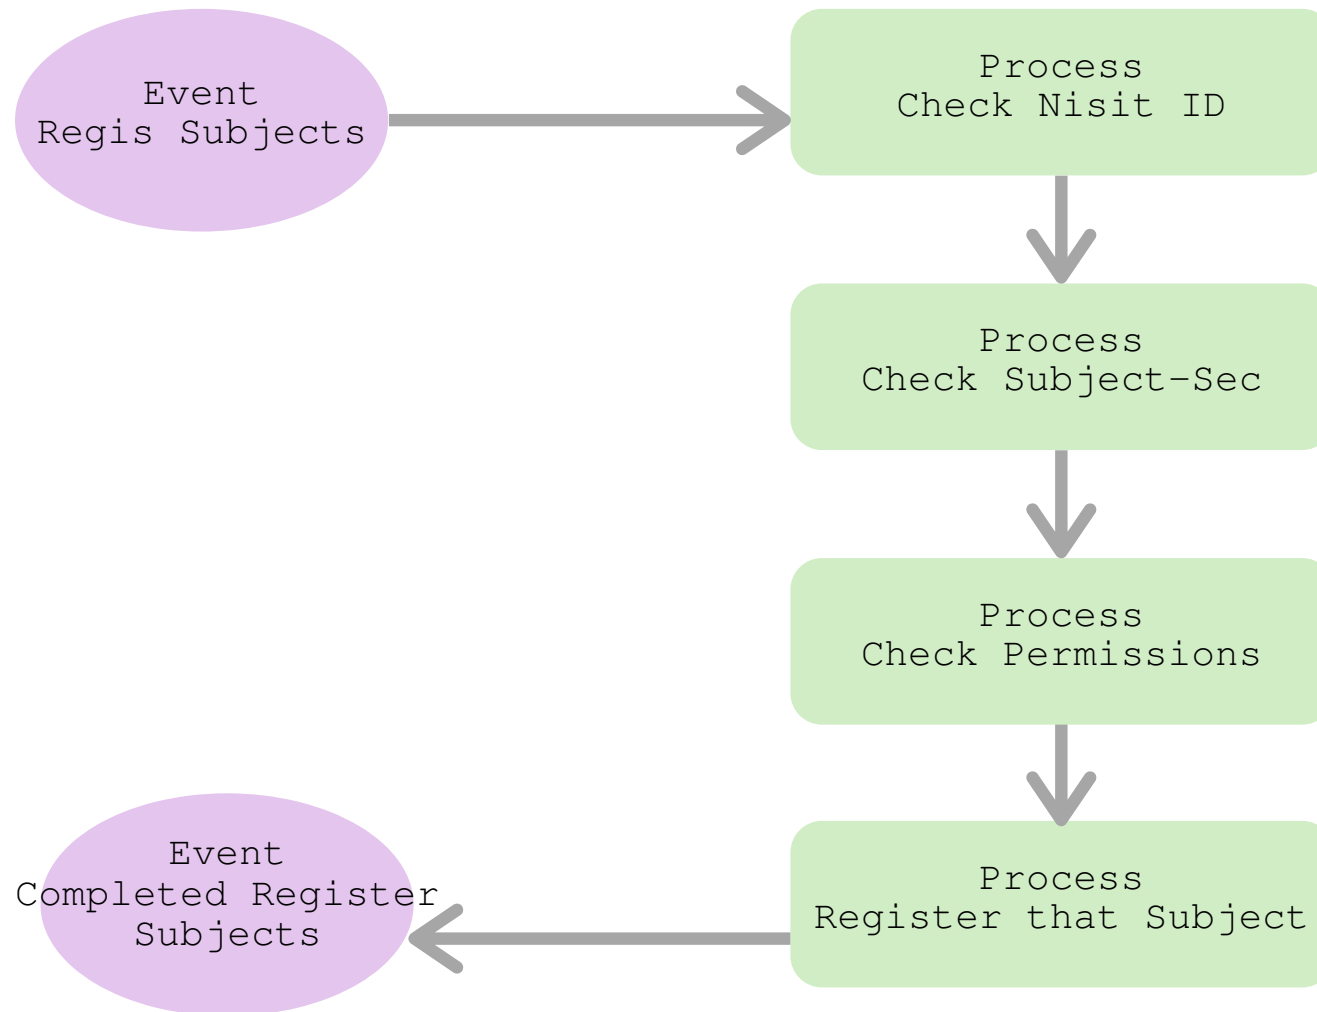 Event
Regis Subjects
Process
Check Nisit ID
Process
Check Subject-Sec
Process
Check Permissions
Process
Register that Subject
Event
Completed Register
Subjects